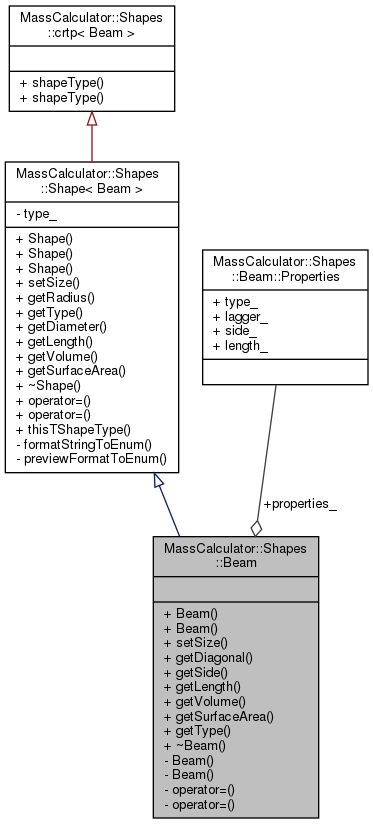 MassCalculator::Shapes
::crtp< Beam >
+ shapeType()
+ shapeType()
MassCalculator::Shapes
::Shape< Beam >
- type_
+ Shape()
+ Shape()
+ Shape()
+ setSize()
+ getRadius()
+ getType()
+ getDiameter()
+ getLength()
+ getVolume()
+ getSurfaceArea()
+ ~Shape()
+ operator=()
+ operator=()
+ thisTShapeType()
- formatStringToEnum()
- previewFormatToEnum()
MassCalculator::Shapes
::Beam::Properties
+ type_
+ lagger_
+ side_
+ length_
+properties_
MassCalculator::Shapes
::Beam
+ Beam()
+ Beam()
+ setSize()
+ getDiagonal()
+ getSide()
+ getLength()
+ getVolume()
+ getSurfaceArea()
+ getType()
+ ~Beam()
- Beam()
- Beam()
- operator=()
- operator=()